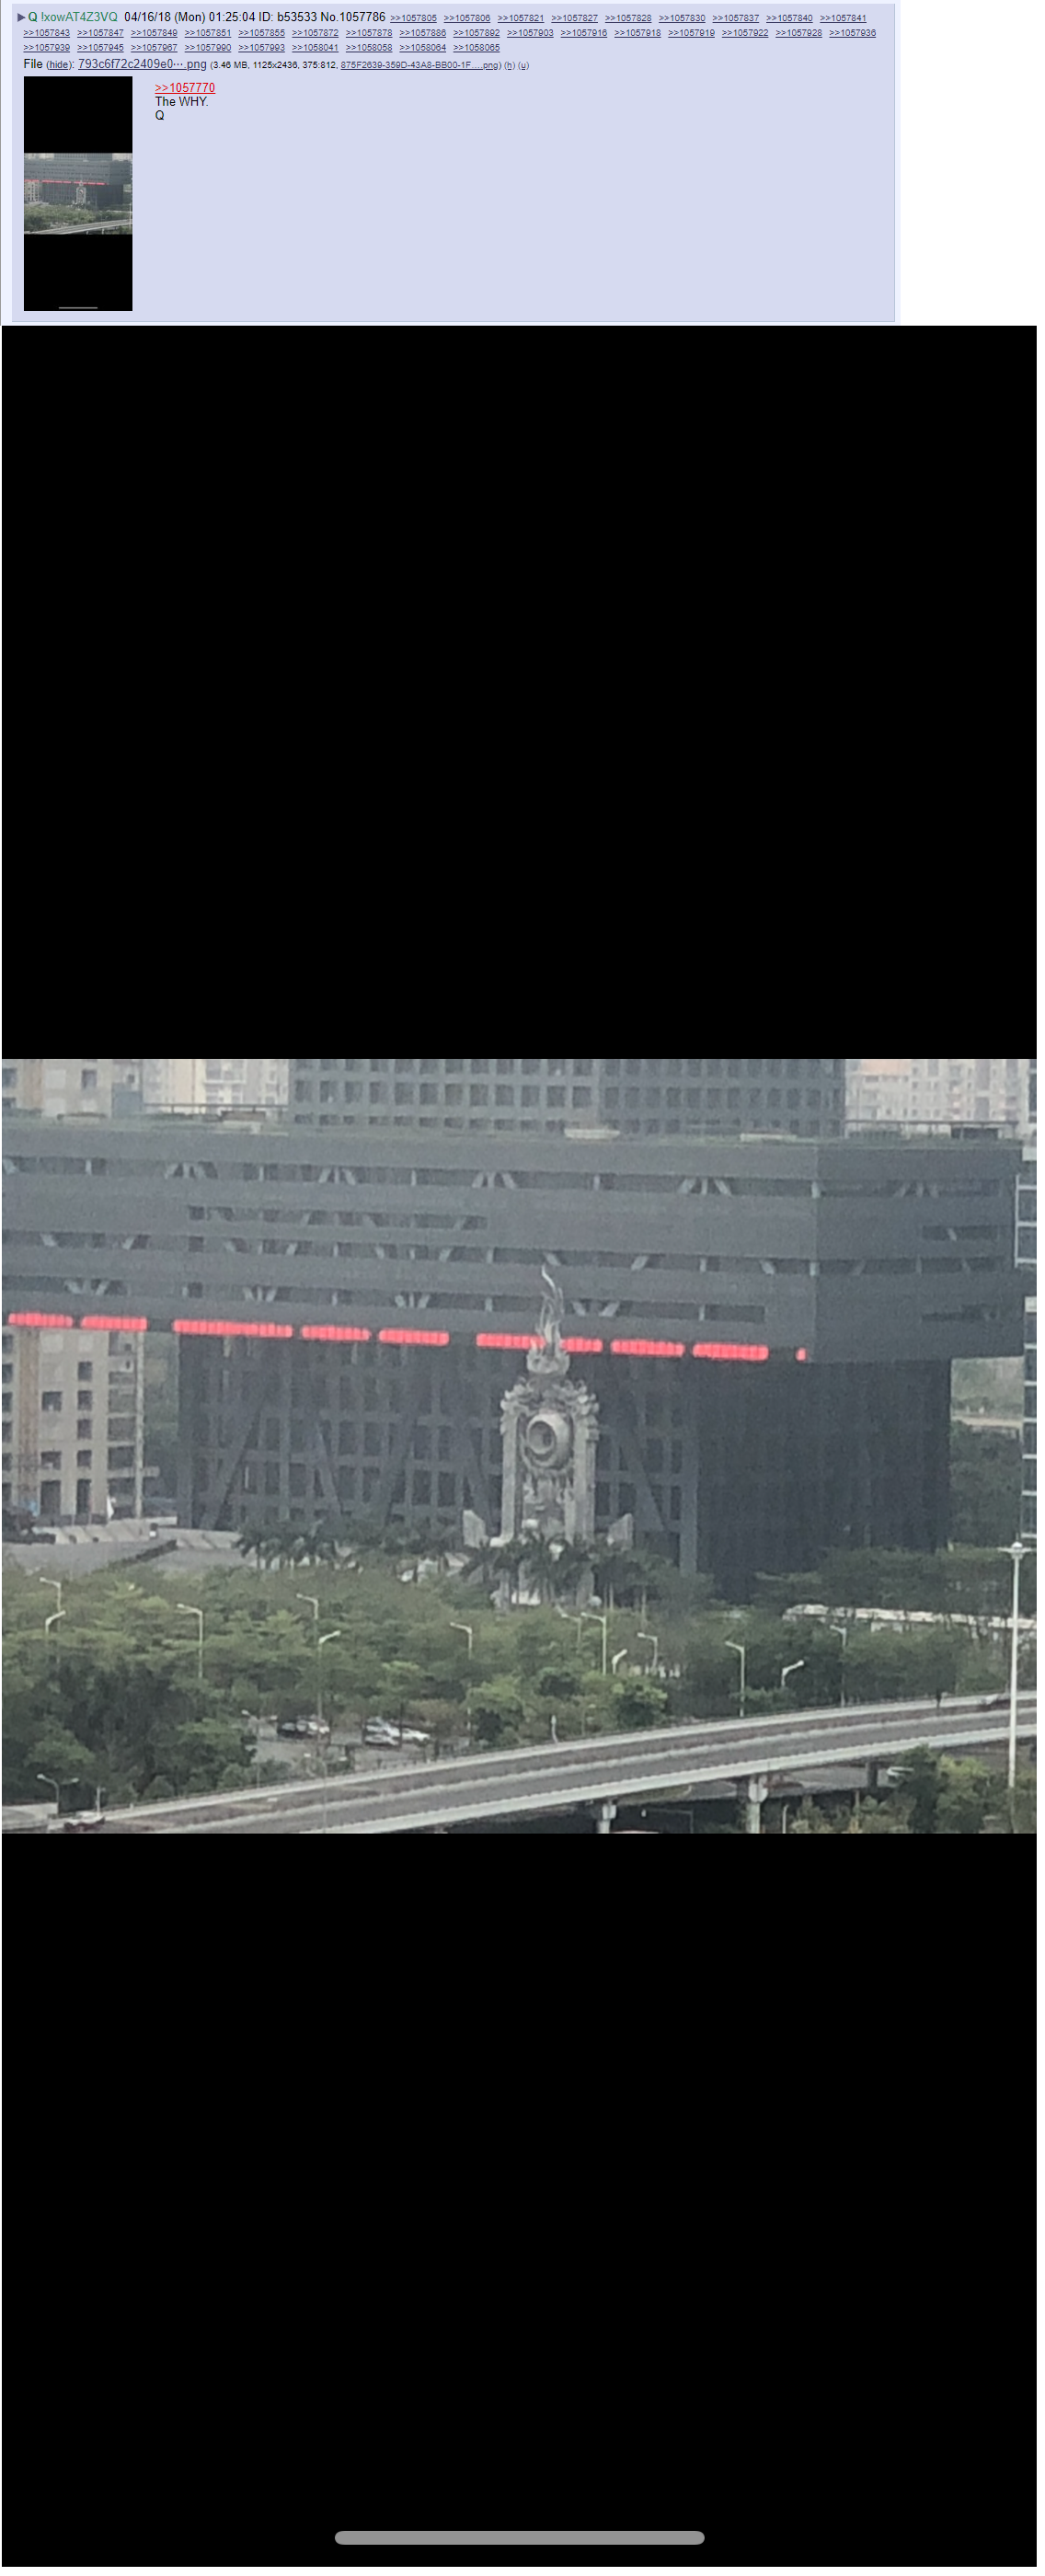 ▶ Q !xowAT4Z3VQ 04/16/18 (Mon) 01:25:04 ID: b53533 No.1057786 >>1057805 >>1057806 >>1057821 >>1057827 >>1057828 >>1057830 >>1057837 >>1057840 >>1057841
>>1057843 >>1057847 >>1057849 >>1057851 >>1057855 >>1057872 >>1057878 >>1057886 >>1057892 >>1057903 >>1057916 >>1057918 >>1057919 >>1057922 >>1057928 >>1057936
>>1057939 >>1057945 >>1057967 >>1057990 >>1057993 >>1058041 >>1058058 >>1058064 >>1058065
File (hide): 793c6f72c2409e0⋯.png (3.46 MB, 1125x2436, 375:812, 875F2639-359D-43A8-BB00-1F….png) (h) (u)
>>1057770
The WHY.
Q